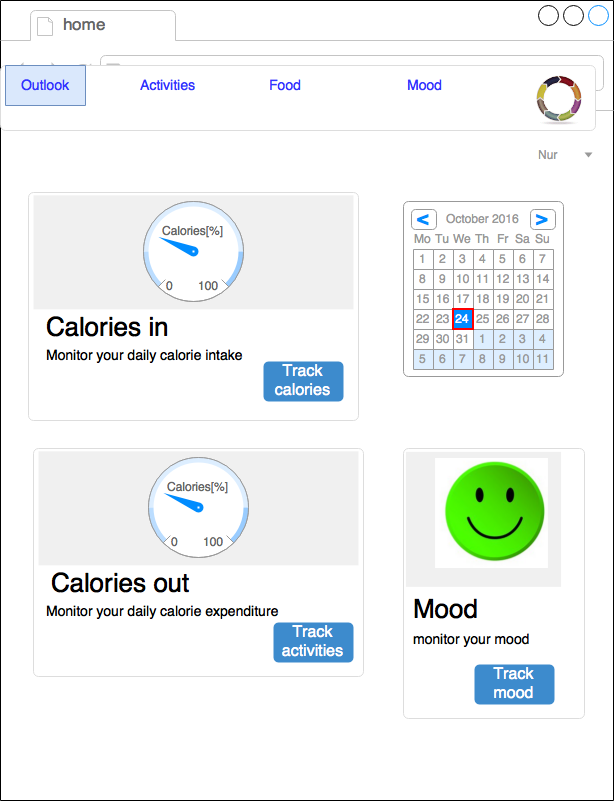 home
Outlook Activities Food Mood
Nur
Calories[%]
0 100
Calories in
Monitor your daily calorie intake
Track
calories
< October 2016 >
Mo Tu We Th Fr Sa Su
1 2 3 4 5 6 7
8 9 10 11 12 13 14
15 16 17 18 19 20 21
22 23 24 25 26 27 28
29 30 31 1 2 3 4
5 6 7 8 9 10 11
Calories[%]
0 100
Calories out
Monitor your daily calorie expenditure
Track
activities
Mood
monitor your mood
Track
mood